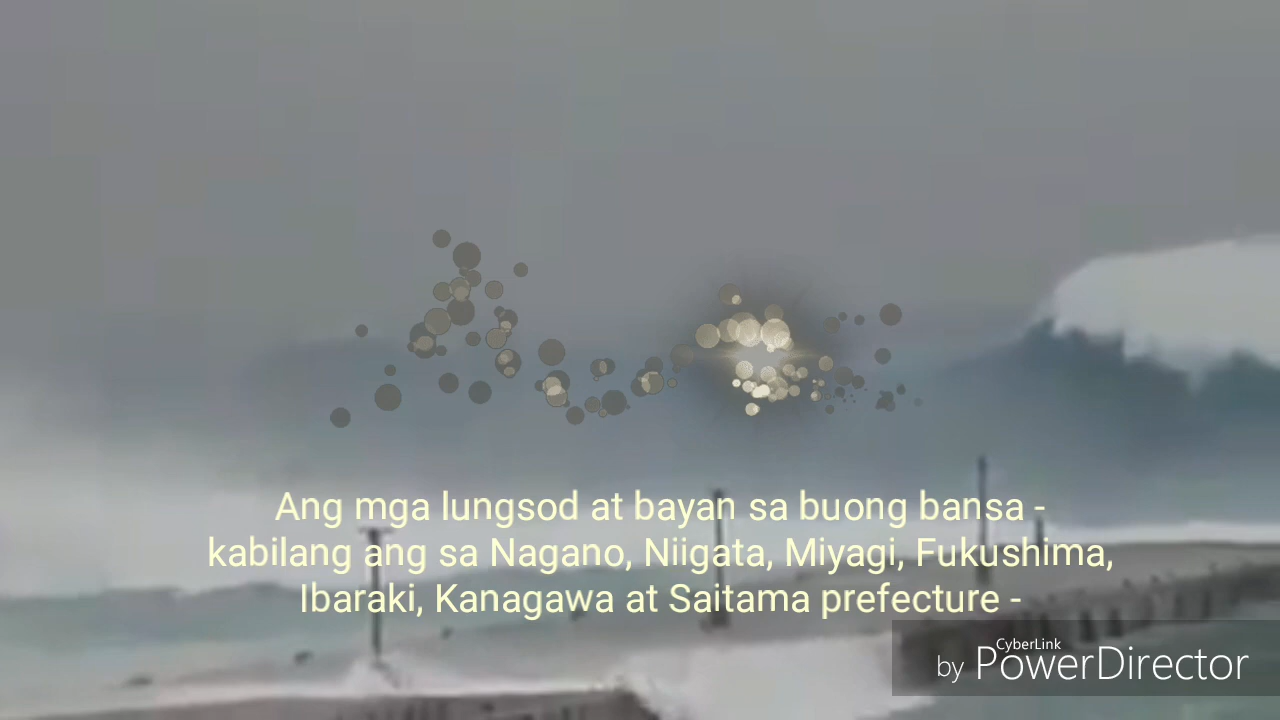 Ang mga lungsod at bayan sa buong bansa -
kabilang ang sa Nagano, Niigata, Miyagi, Fukushima,
Ibaraki, Kanagawa at Saitama prefecture -
CyberLink
by PowerDirector